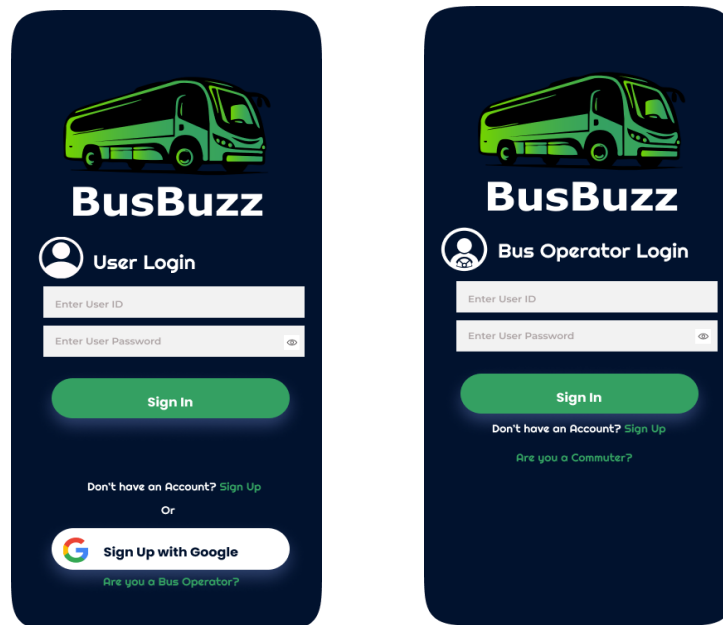 BusBuzz
User Login
Enter User ID
Enter User Password
Sign In
Don't have an Account? Sign Up
Or
Sign Up with Google
Are you a Bus Operator?
BusBuzz
Bus Operator Login
Enter User ID
Enter User Password
Sign In
Don't have an Account? Sign Up
Are you a Commuter?